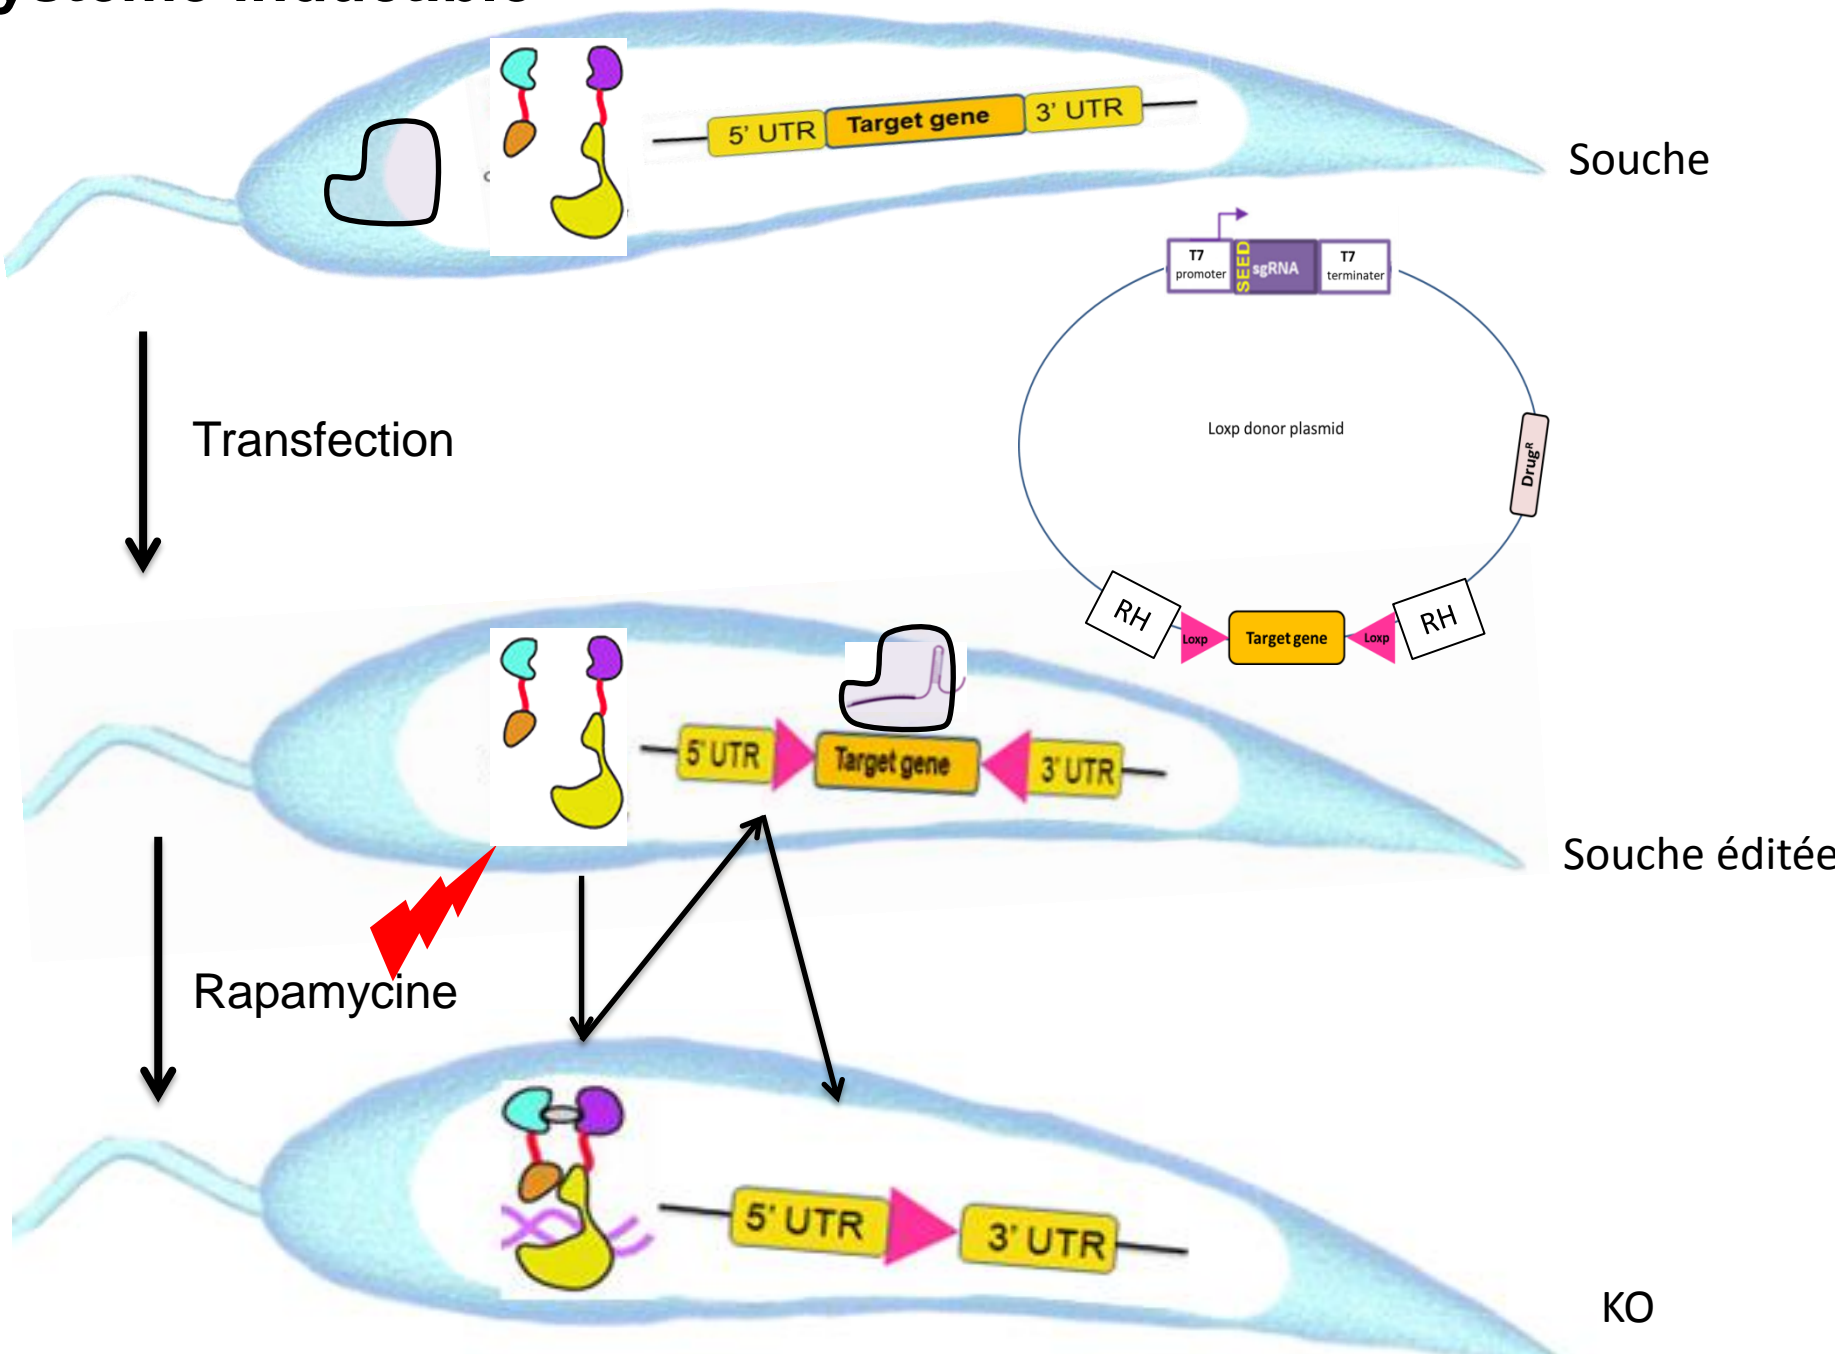 5' UTR
Target gene
3' UTR
Souche
T7
promoter
SEED
sgRNA
T7
terminater
Transfection
Loxp donor plasmid
Drugᴿ
RH
Loxp
Target gene
Loxp
RH
5' UTR
Target gene
3' UTR
Souche éditée
Rapamycine
5' UTR
3' UTR
KO